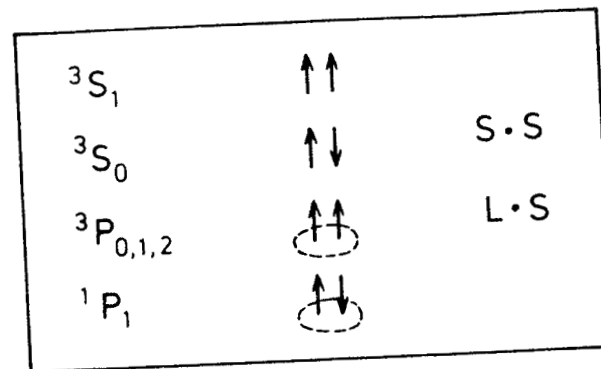 ³S₁ ↑↑
³S₀ ↑↓
S·S
³P₀,₁,₂ ↑↑
L·S
¹P₁ ↑↓